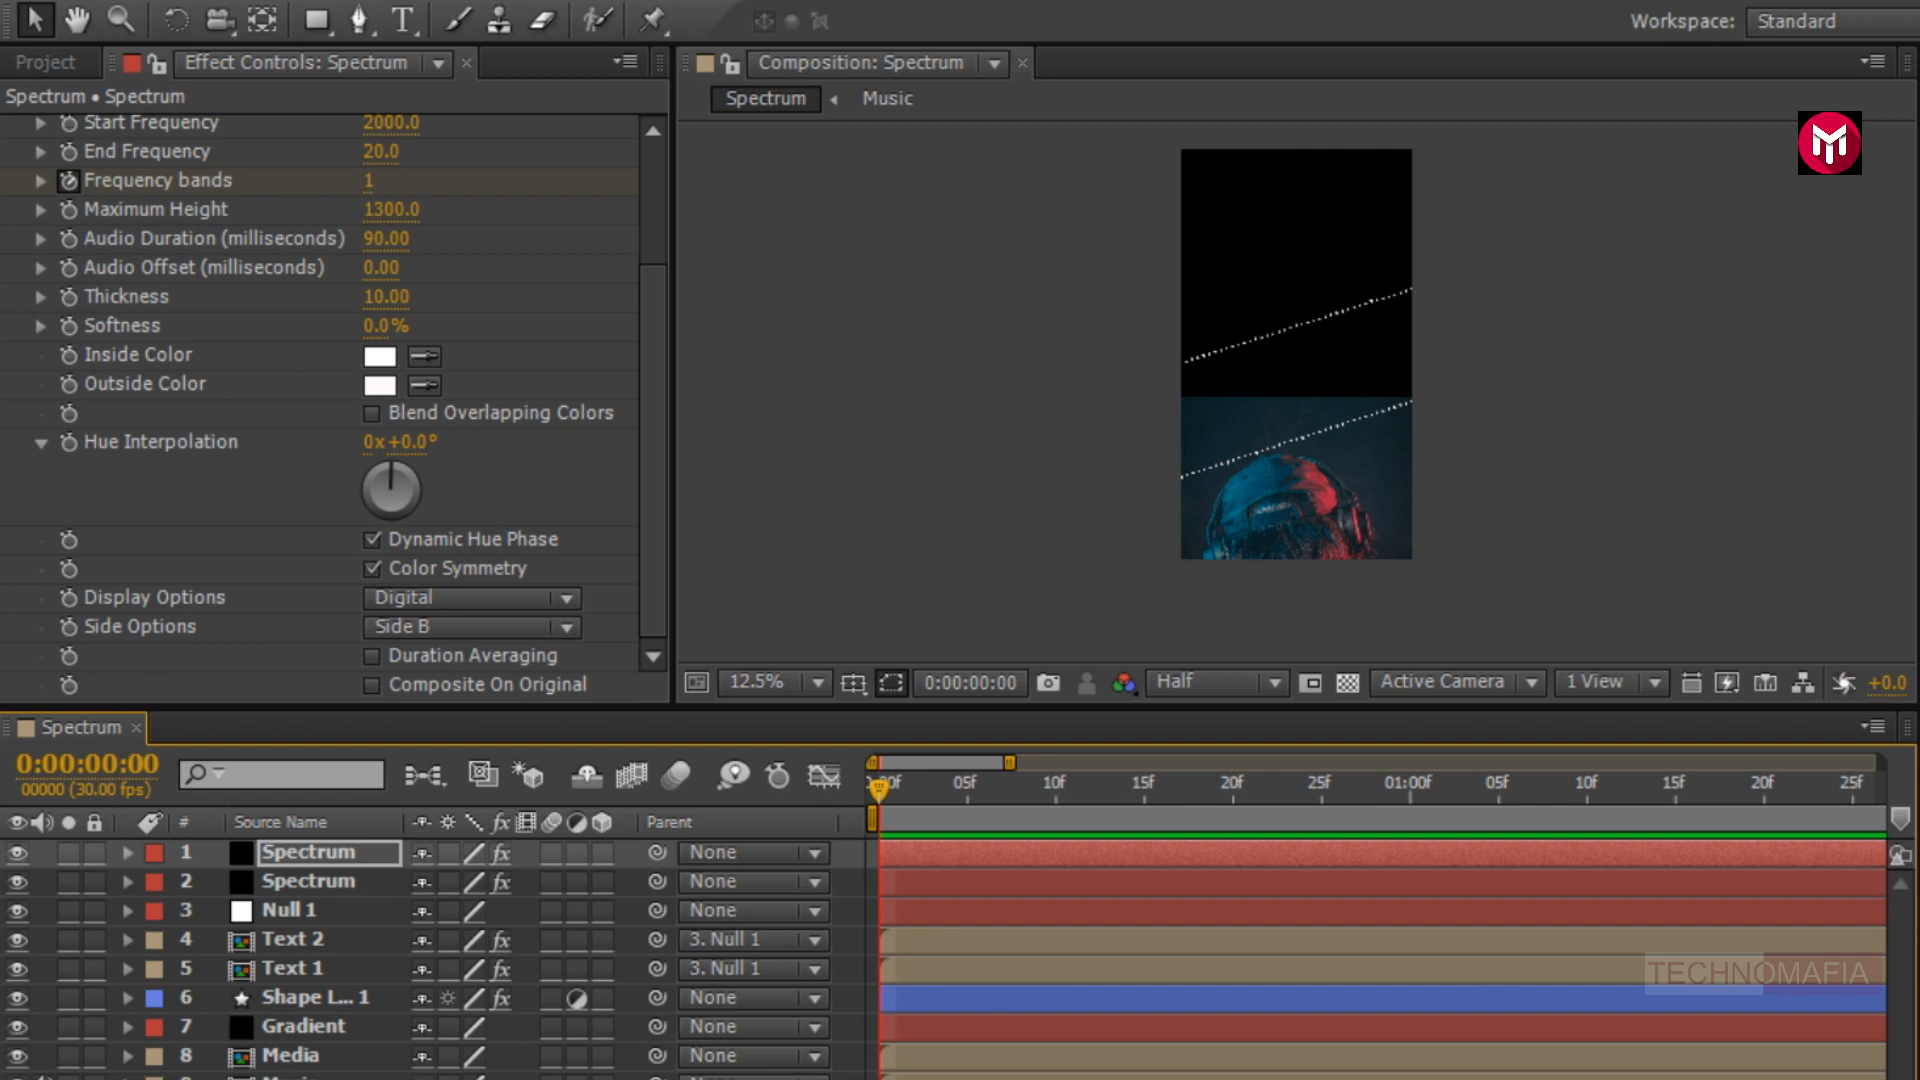 Workspace: Standard
Project
Effect Controls: Spectrum
Composition: Spectrum
Spectrum • Spectrum
Spectrum
Music
Start Frequency 2000.0
End Frequency 20.0
Frequency bands 1
Maximum Height 1300.0
Audio Duration (milliseconds) 90.00
Audio Offset (milliseconds) 0.00
Thickness 10.00
Softness 0.0%
Inside Color
Outside Color
Blend Overlapping Colors
Hue Interpolation 0x+0.0°
Dynamic Hue Phase
Color Symmetry
Display Options Digital
Side Options Side B
Duration Averaging
Composite On Original
12.5% 0:00:00:00 Half Active Camera 1 View +0.0
Spectrum
0:00:00:00
00000 (30.00 fps)
05f 10f 15f 20f 25f 01:00f 05f 10f 15f 20f 25f
# Source Name fx Parent
1 Spectrum fx None
2 Spectrum fx None
3 Null 1 None
4 Text 2 fx 3. Null 1
5 Text 1 fx 3. Null 1
TECHNOMAFIA
6 Shape L... 1 fx None
7 Gradient None
8 Media None